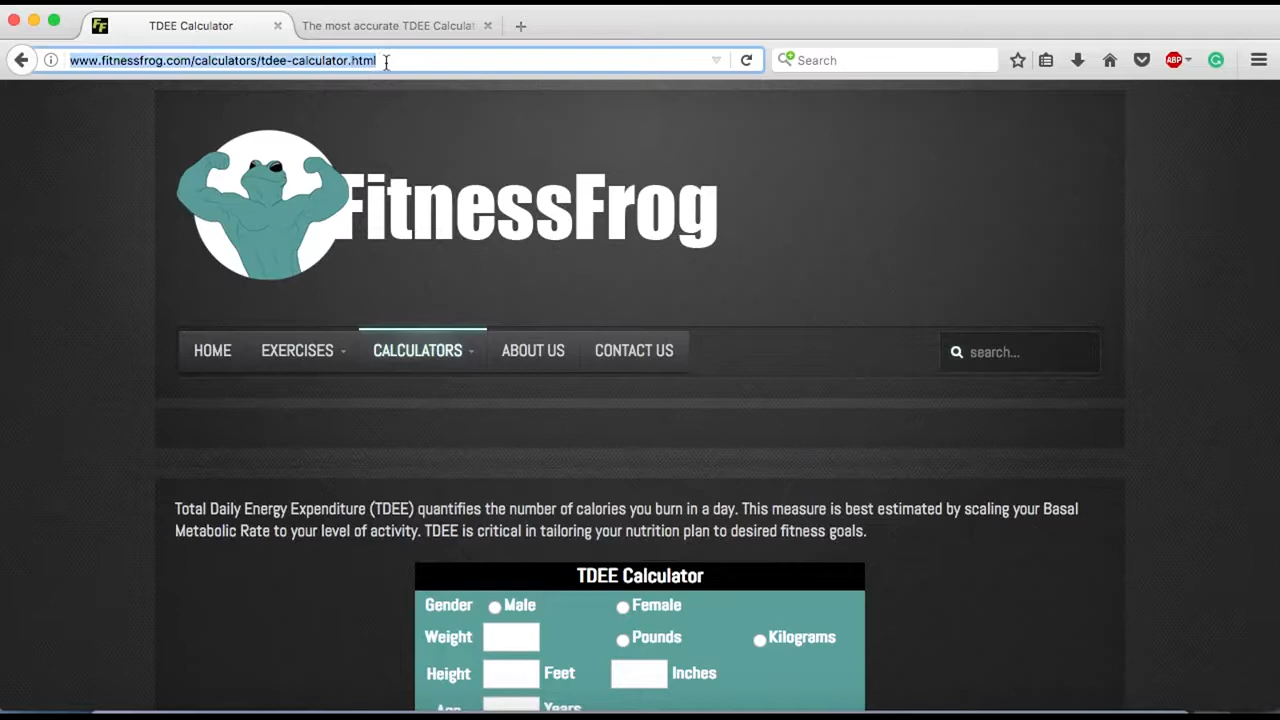 FF TDEE Calculator
The most accurate TDEE Calculat
www.fitnessfrog.com/calculators/tdee-calculator.html
Search
ABP
FitnessFrog
HOME EXERCISES CALCULATORS ABOUT US CONTACT US
search...
Total Daily Energy Expenditure (TDEE) quantifies the number of calories you burn in a day. This measure is best estimated by scaling your Basal
Metabolic Rate to your level of activity. TDEE is critical in tailoring your nutrition plan to desired fitness goals.
TDEE Calculator
Gender Male Female
Weight Pounds Kilograms
Height Feet Inches
Age Years